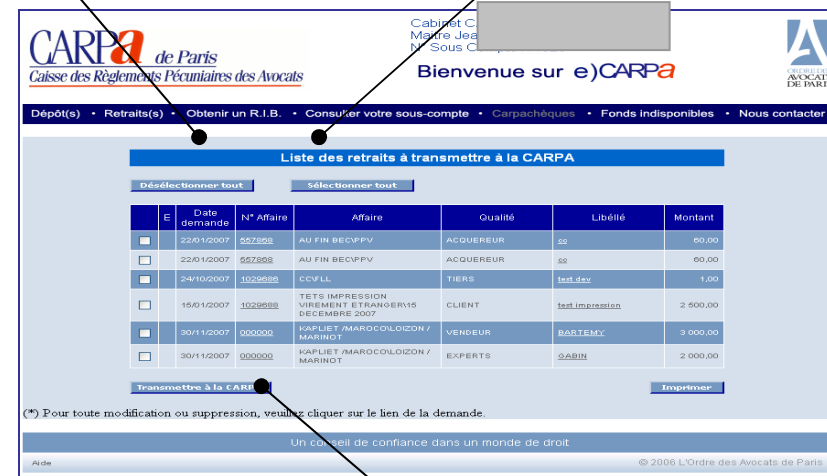 CARPa de Paris
Caisse des Règlements Pécuniaires des Avocats
Cabinet C
Maitre Jea
N° Sous
Bienvenue sur e)CARPa
ORDRE DES
AVOCATS
DE PARIS
Dépôt(s) • Retraits(s) • Obtenir un R.I.B. • Consulter votre sous-compte • Carpachèques • Fonds indisponibles • Nous contacter
Liste des retraits à transmettre à la CARPA
Désélectionner tout Sélectionner tout
E Date demande N° Affaire Affaire Qualité Libéllé Montant
22/01/2007 557868 AU FIN BEC\PPV ACQUEREUR cc 60,00
22/01/2007 557868 AU FIN BEC\PPV ACQUEREUR cc 60,00
24/10/2007 1029686 CCV\FLL TIERS test dev 1,00
15/01/2007 1029688 TETS IMPRESSION VIREMENT ETRANGER\15 DECEMBRE 2007 CLIENT test impression 2 500,00
30/11/2007 000000 KAPLIET /MAROCO\LOIZON / MARINOT VENDEUR BARTEMY 3 000,00
30/11/2007 000000 KAPLIET /MAROCO\LOIZON / MARINOT EXPERTS GABIN 2 000,00
Transmettre à la CARPA Imprimer
(*) Pour toute modification ou suppression, veuillez cliquer sur le lien de la demande.
Un conseil de confiance dans un monde de droit
Aide © 2006 L'Ordre des Avocats de Paris